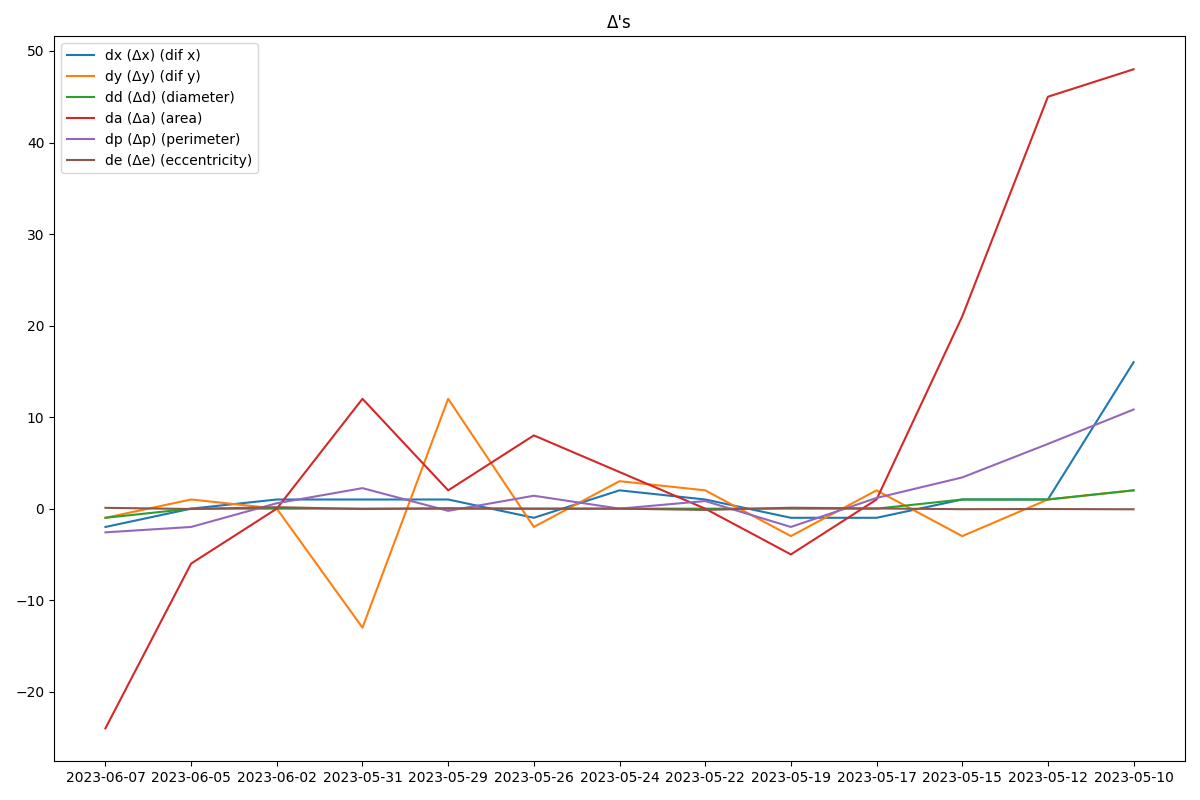 Δ's
dx (Δx) (dif x)
dy (Δy) (dif y)
dd (Δd) (diameter)
da (Δa) (area)
dp (Δp) (perimeter)
de (Δe) (eccentricity)
50
40
30
20
10
0
−10
−20
2023-06-07 2023-06-05 2023-06-02 2023-05-31 2023-05-29 2023-05-26 2023-05-24 2023-05-22 2023-05-19 2023-05-17 2023-05-15 2023-05-12 2023-05-10